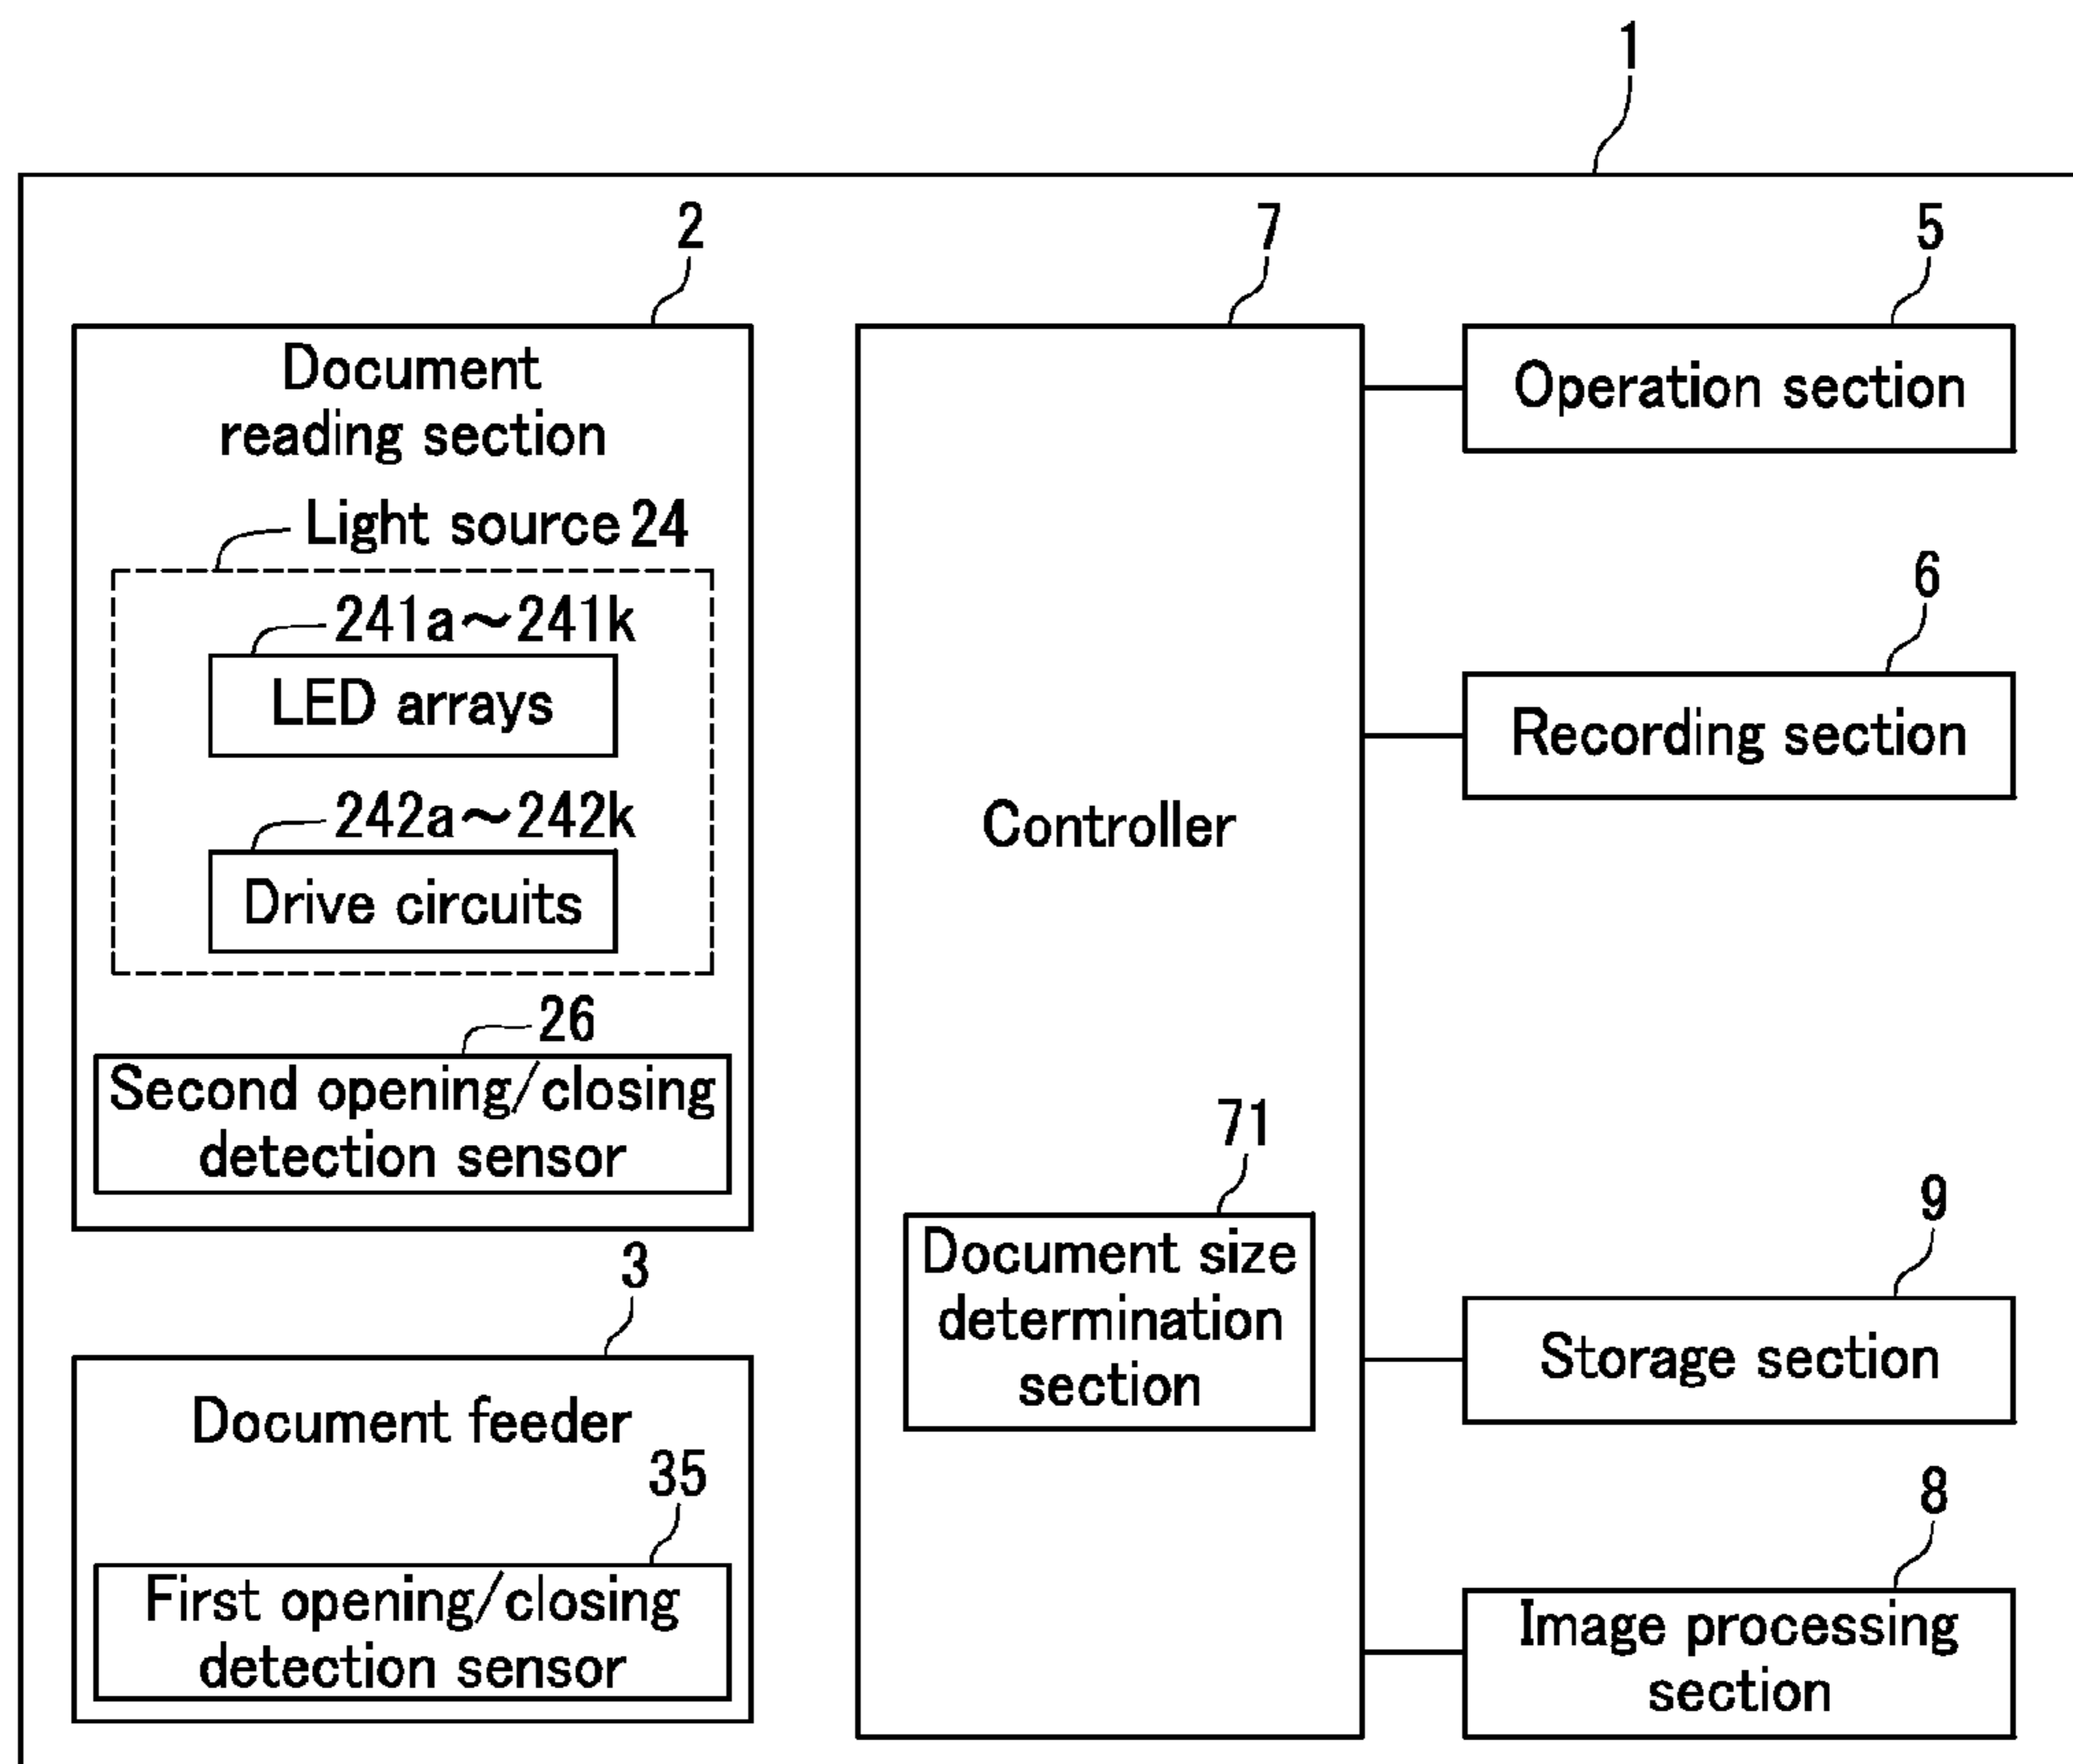 1
2
7
5
Document
reading section
Operation section
Light source 24
241a～241k
LED arrays
6
Recording section
242a～242k
Drive circuits
Controller
26
Second opening/closing
detection sensor
71
Document size
determination
section
9
Storage section
3
Document feeder
35
First opening/closing
detection sensor
8
Image processing
section